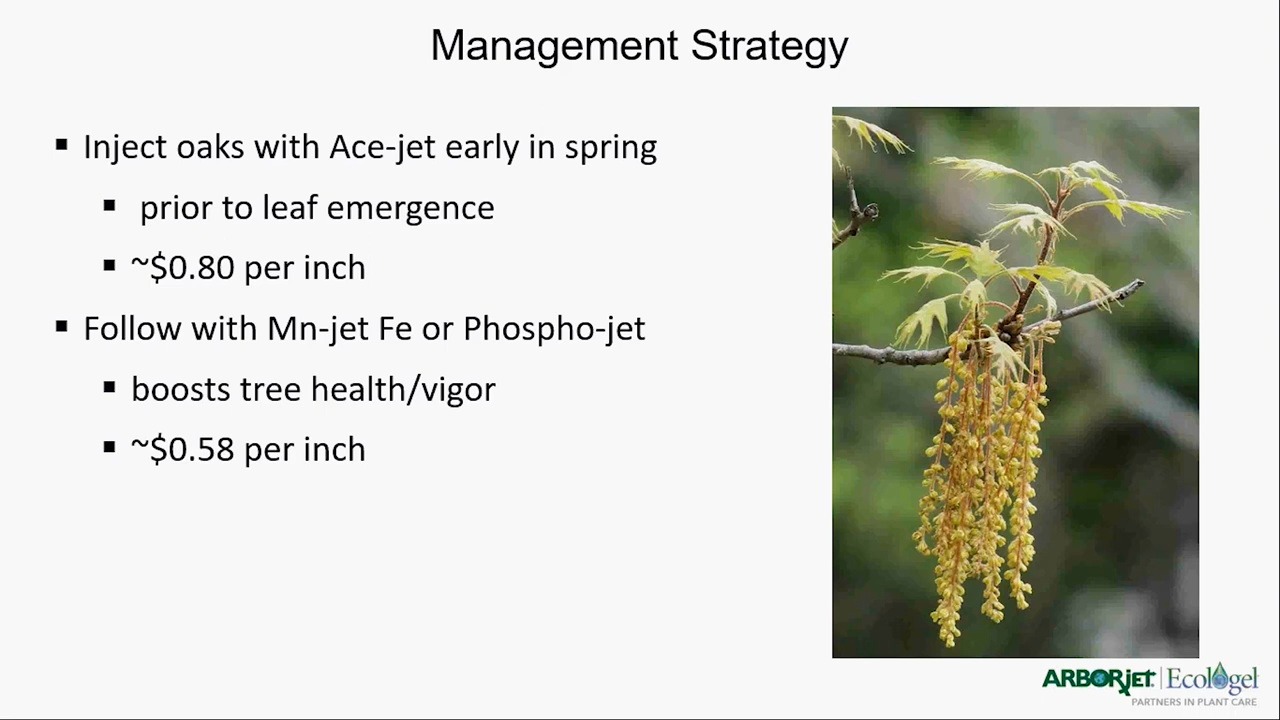 Management Strategy
▪ Inject oaks with Ace-jet early in spring
▪ prior to leaf emergence
▪ ~$0.80 per inch
▪ Follow with Mn-jet Fe or Phospho-jet
▪ boosts tree health/vigor
▪ ~$0.58 per inch
ARBORjet | Ecologel
PARTNERS IN PLANT CARE